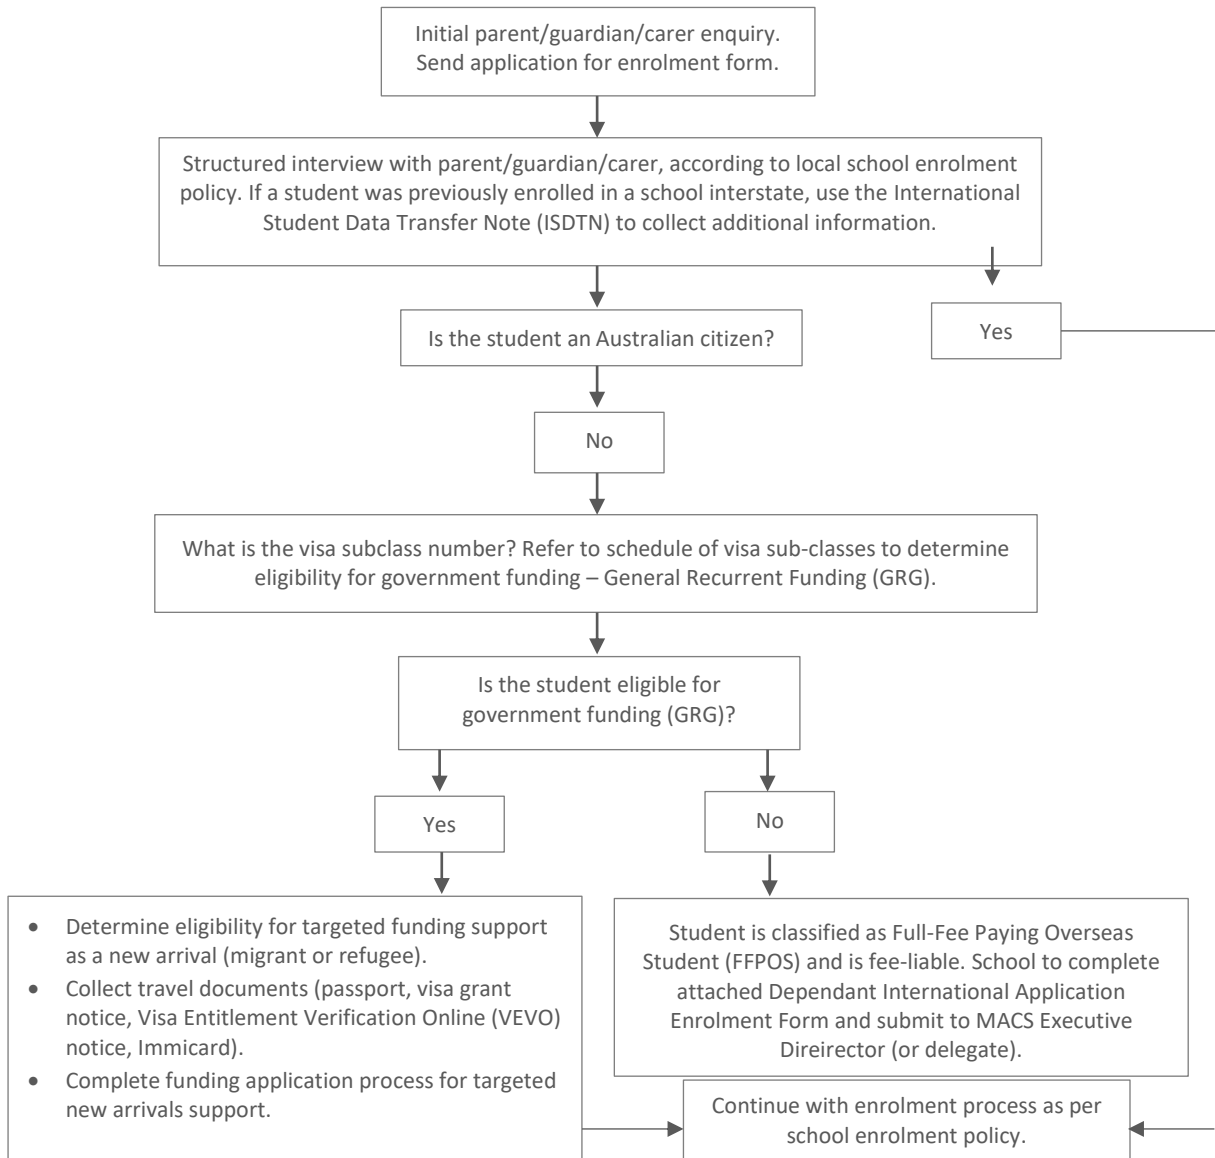 Initial parent/guardian/carer enquiry.
Send application for enrolment form.
Structured interview with parent/guardian/carer, according to local school enrolment
policy. If a student was previously enrolled in a school interstate, use the International
Student Data Transfer Note (ISDTN) to collect additional information.
Is the student an Australian citizen?
Yes
No
What is the visa subclass number? Refer to schedule of visa sub-classes to determine
eligibility for government funding – General Recurrent Funding (GRG).
Is the student eligible for
government funding (GRG)?
Yes
No
• Determine eligibility for targeted funding support
as a new arrival (migrant or refugee).
• Collect travel documents (passport, visa grant
notice, Visa Entitlement Verification Online (VEVO)
notice, Immicard).
• Complete funding application process for targeted
new arrivals support.
Student is classified as Full-Fee Paying Overseas
Student (FFPOS) and is fee-liable. School to complete
attached Dependant International Application
Enrolment Form and submit to MACS Executive
Direirector (or delegate).
Continue with enrolment process as per
school enrolment policy.